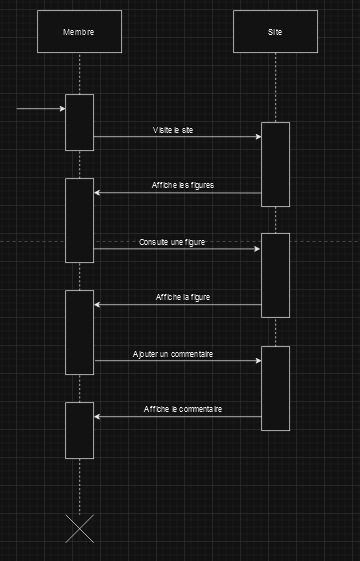 Membre
Site
Visite le site
Affiche les figures
Consulte une figure
Affiche la figure
Ajouter un commentaire
Affiche le commentaire